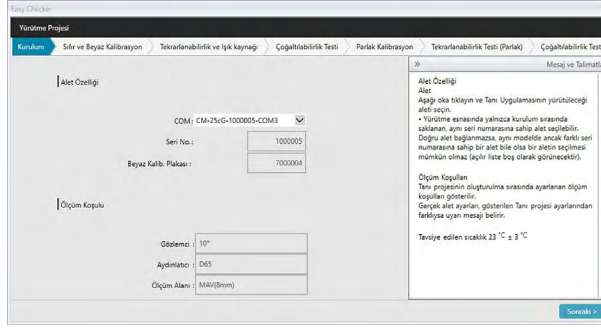 Easy Checker
Yürütme Projesi
Kurulum
Sıfır ve Beyaz Kalibrasyon
Tekrarlanabilirlik ve Işık kaynağı
Çoğaltılabilirlik Testi
Parlak Kalibrasyon
Tekrarlanabilirlik Testi (Parlak)
Çoğaltılabilirlik Test
Alet Özelliği
COM: CM-25cG-1000005-COM3
Seri No.: 1000005
Beyaz Kalib. Plakası : 7000004
Ölçüm Koşulu
Gözlemci : 10°
Aydınlatıcı : D65
Ölçüm Alanı : MAV(8mm)
» Mesaj ve Talimatla
Alet Özelliği
Alet
Aşağı oka tıklayın ve Tanı Uygulamasının yürütüleceği
aleti seçin.
• Yürütme esnasında yalnızca kurulum sırasında
saklanan, aynı seri numarasına sahip alet seçilebilir.
Doğru alet bağlanmazsa, aynı modelde ancak farklı seri
numarasına sahip bir alet bile olsa bir aletin seçilmesi
mümkün olmaz (açılır liste boş olarak görünecektir).
Ölçüm Koşulları
Tanı projesinin oluşturulma sırasında ayarlanan ölçüm
koşulları gösterilir.
Gerçek alet ayarları, gösterilen Tanı projesi ayarlarından
farklıysa uyarı mesajı belirir.
Tavsiye edilen sıcaklık 23 °C ± 3 °C
Sonraki >